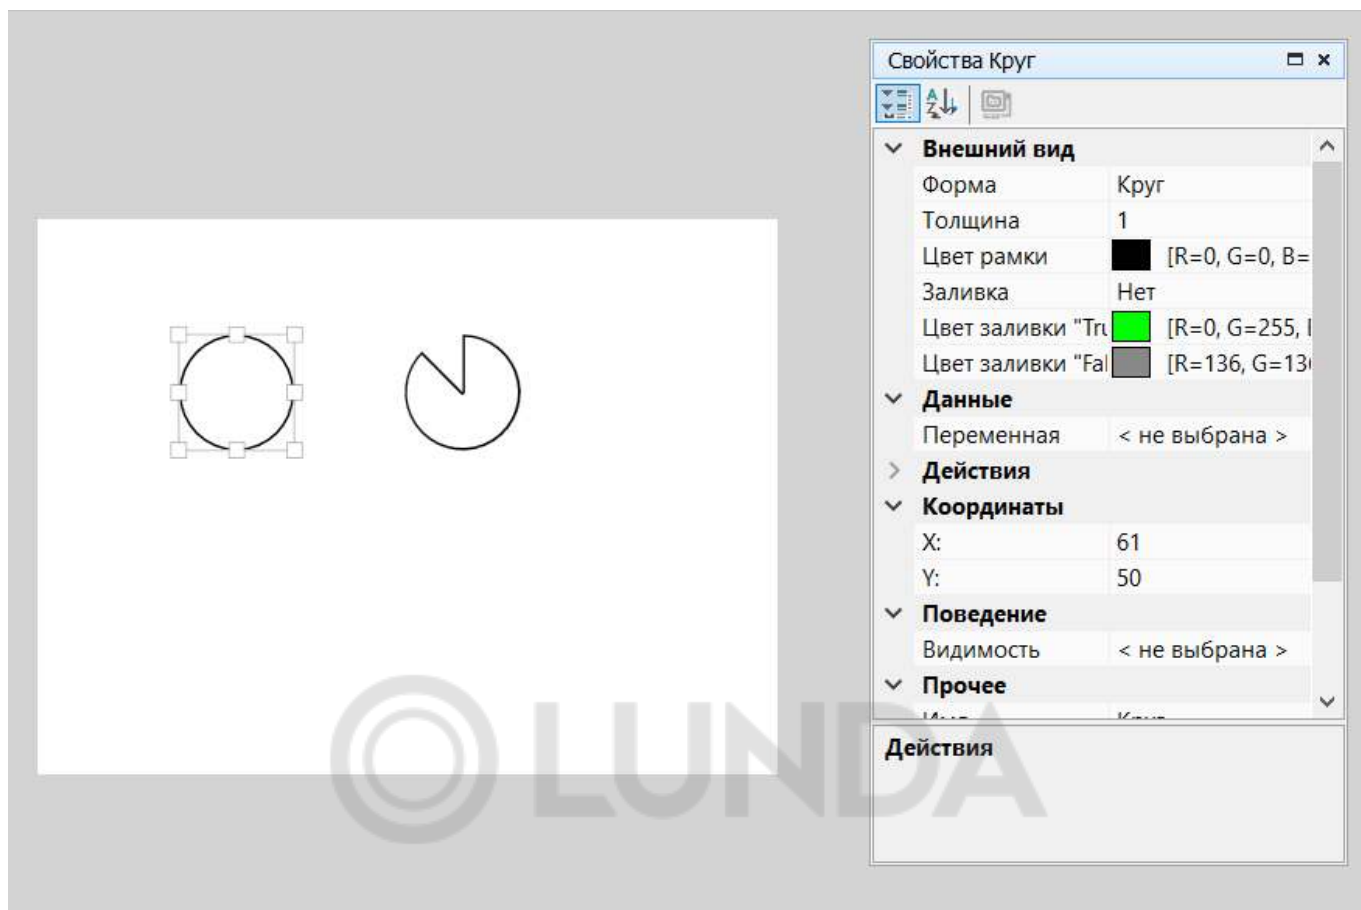 Свойства Круг
Внешний вид
Форма Круг
Толщина 1
Цвет рамки [R=0, G=0, B=
Заливка Нет
Цвет заливки "Tru [R=0, G=255,
Цвет заливки "Fal [R=136, G=13
Данные
Переменная < не выбрана >
Действия
Координаты
X: 61
Y: 50
Поведение
Видимость < не выбрана >
Прочее
Действия
LUNDA